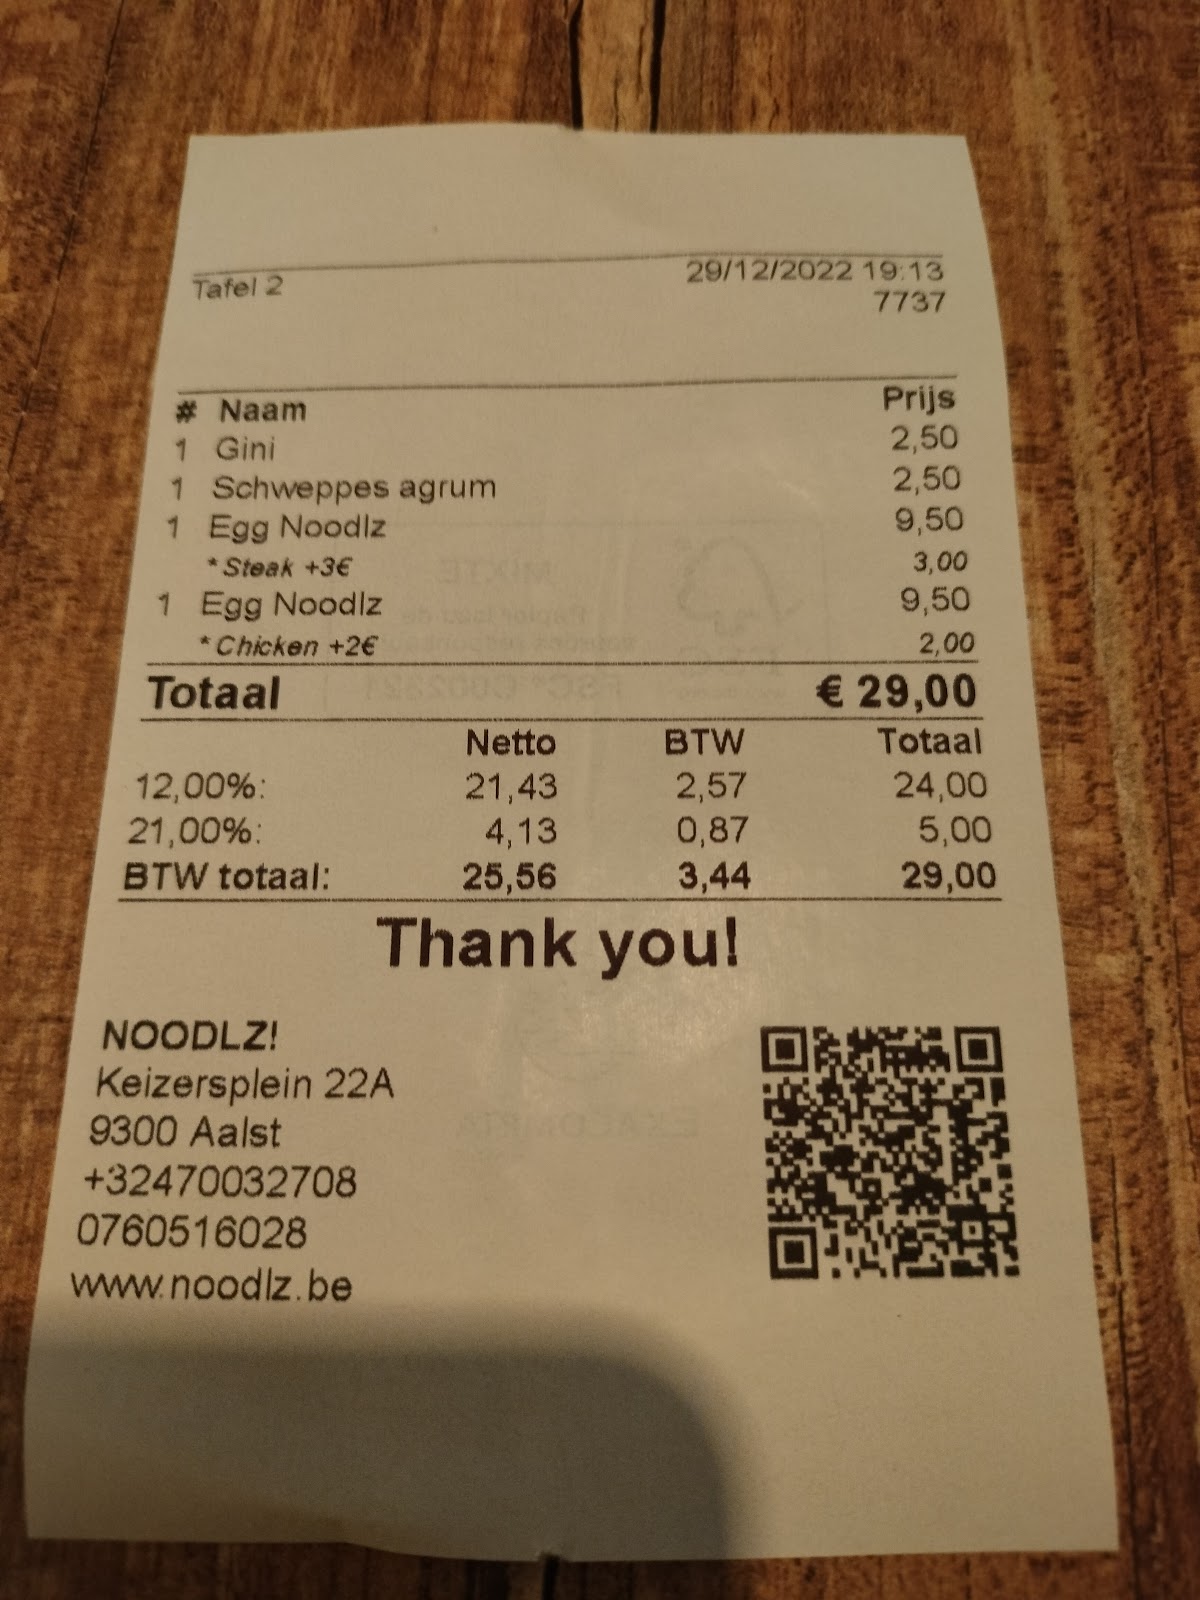 Tafel 2 29/12/2022 19:13
7737
# Naam Prijs
1 Gini 2,50
1 Schweppes agrum 2,50
1 Egg Noodlz 9,50
* Steak +3€ 3,00
1 Egg Noodlz 9,50
* Chicken +2€ 2,00
Totaal € 29,00
Netto BTW Totaal
12,00%: 21,43 2,57 24,00
21,00%: 4,13 0,87 5,00
BTW totaal: 25,56 3,44 29,00
Thank you!
NOODLZ!
Keizersplein 22A
9300 Aalst
+32470032708
0760516028
www.noodlz.be